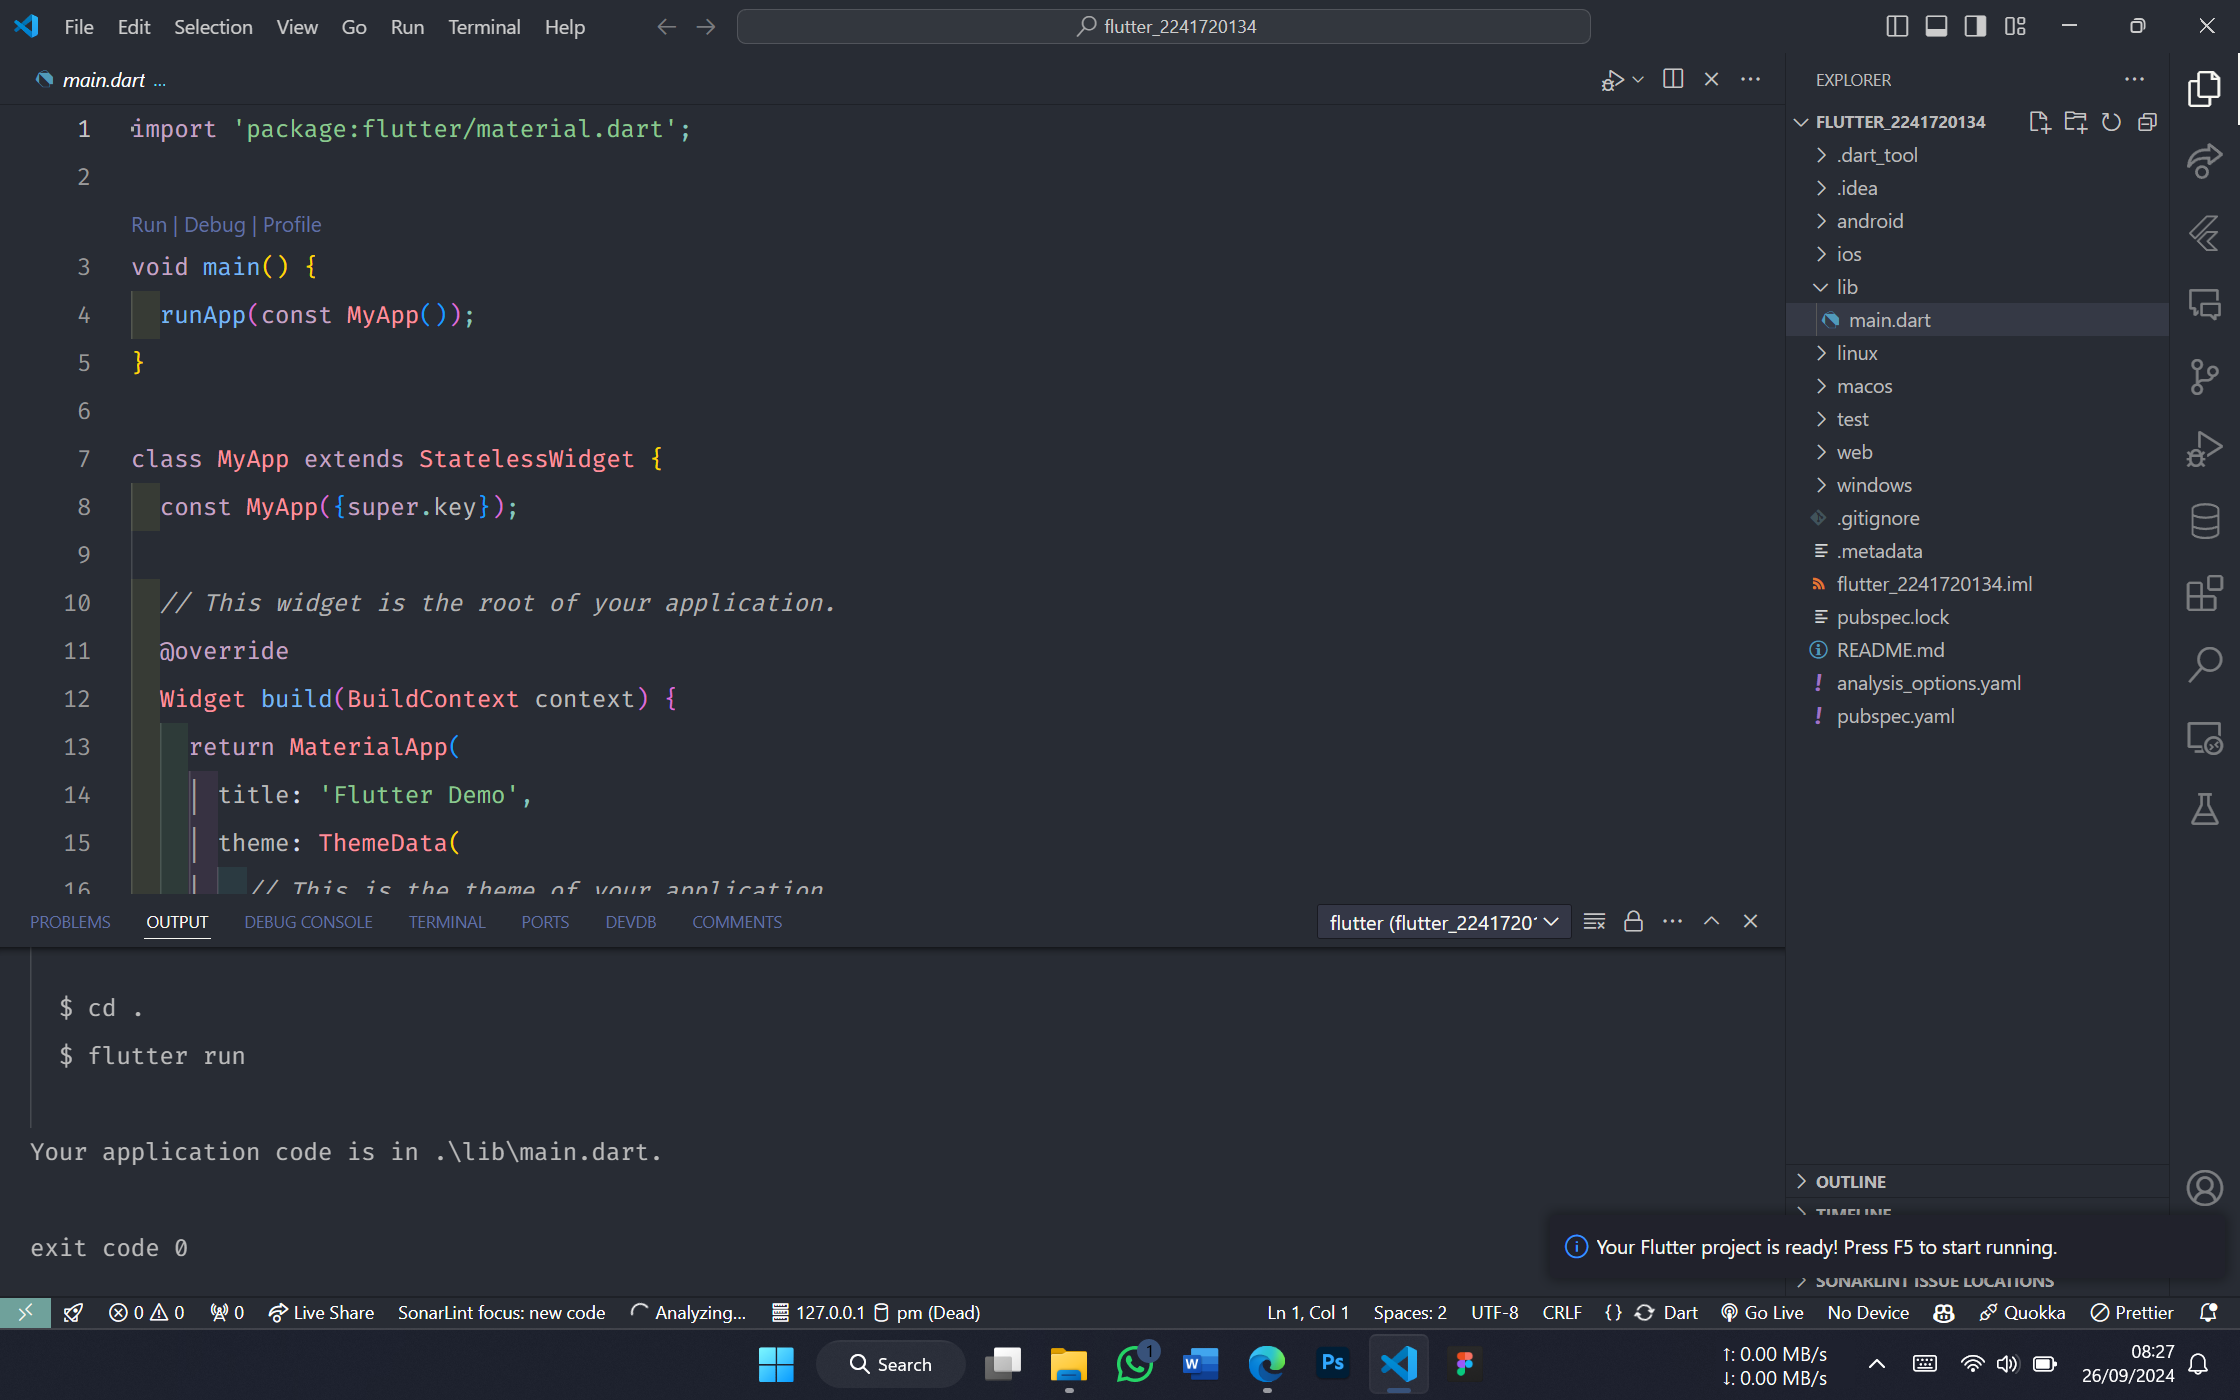 File Edit Selection View Go Run Terminal Help
flutter_2241720134
main.dart ...
1 import 'package:flutter/material.dart';
2
Run | Debug | Profile
3 void main() {
4 runApp(const MyApp());
5 }
6
7 class MyApp extends StatelessWidget {
8 const MyApp({super.key});
9
10 // This widget is the root of your application.
11 @override
12 Widget build(BuildContext context) {
13 return MaterialApp(
14 title: 'Flutter Demo',
15 theme: ThemeData(
16 // This is the theme of your application
EXPLORER
FLUTTER_2241720134
.dart_tool
.idea
android
ios
lib
main.dart
linux
macos
test
web
windows
.gitignore
.metadata
flutter_2241720134.iml
pubspec.lock
README.md
analysis_options.yaml
pubspec.yaml
OUTLINE
TIMELINE
SONARLINT ISSUE LOCATIONS
PROBLEMS OUTPUT DEBUG CONSOLE TERMINAL PORTS DEVDB COMMENTS
flutter (flutter_2241720
$ cd .
$ flutter run
Your application code is in .\lib\main.dart.
exit code 0
Your Flutter project is ready! Press F5 to start running.
0 0 0 Live Share SonarLint focus: new code Analyzing... 127.0.0.1 pm (Dead)
Ln 1, Col 1 Spaces: 2 UTF-8 CRLF {} Dart Go Live No Device Quokka Prettier
Search
1
W
Ps
↑: 0.00 MB/s
↓: 0.00 MB/s
08:27
26/09/2024